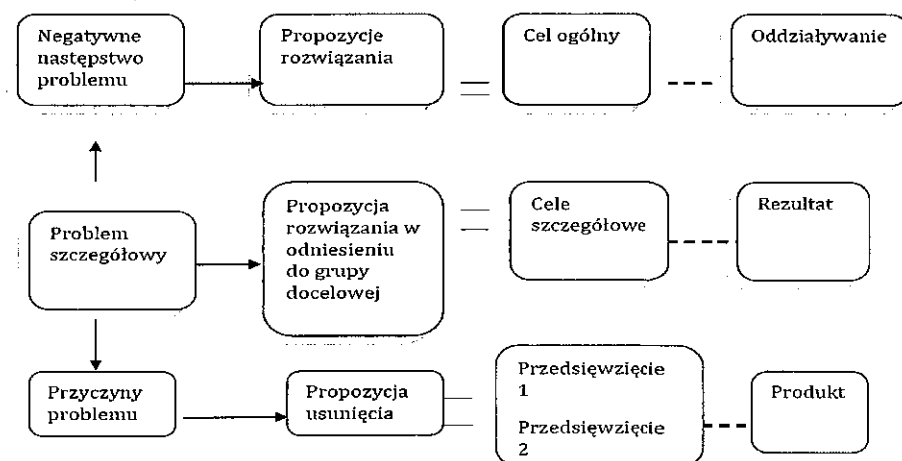 Negatywne
następstwo
problemu
Propozycje
rozwiązania
Cel ogólny
Oddziaływanie
Problem
szczegółowy
Propozycja
rozwiązania w
odniesieniu
do grupy
docelowej
Cele
szczegółowe
Rezultat
Przyczyny
problemu
Propozycja
usunięcia
Przedsięwzięcie
1
Przedsięwzięcie
2
Produkt